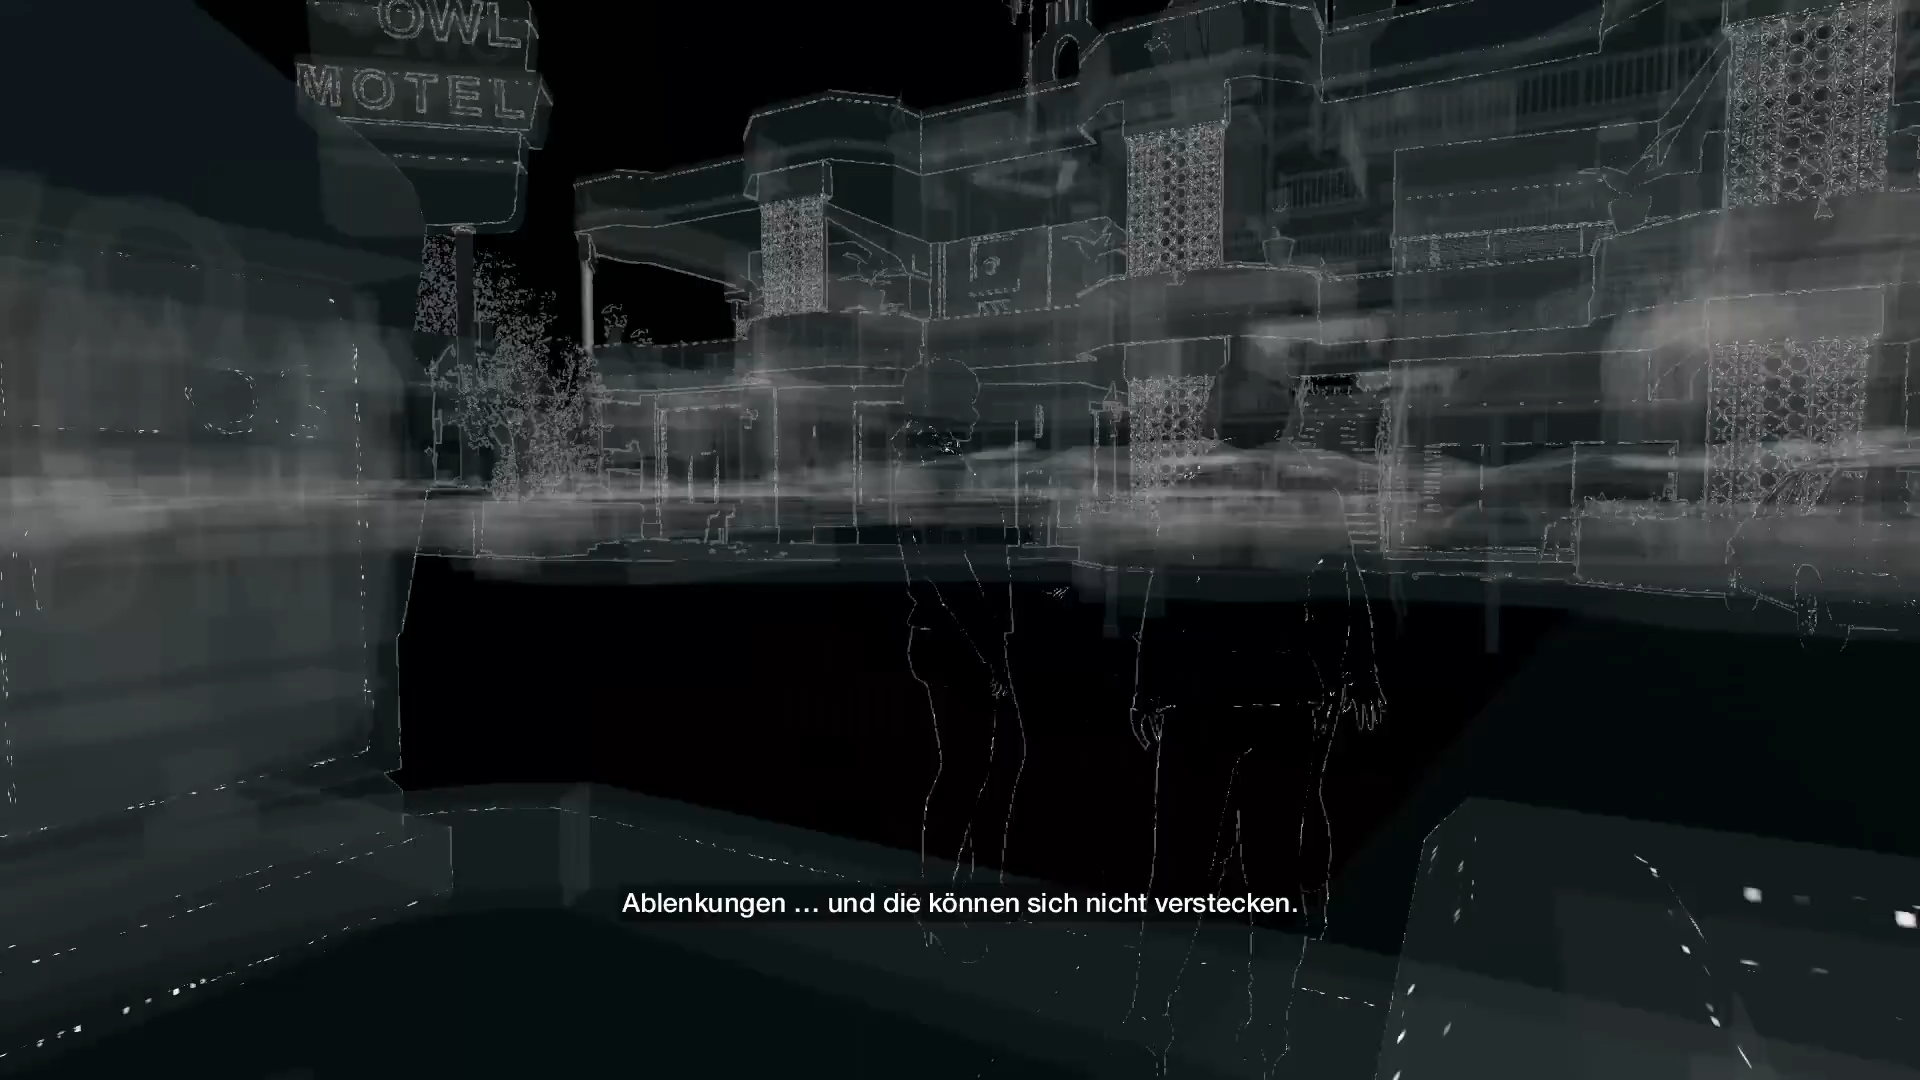 OWL
MOTEL
Ablenkungen … und die können sich nicht verstecken.